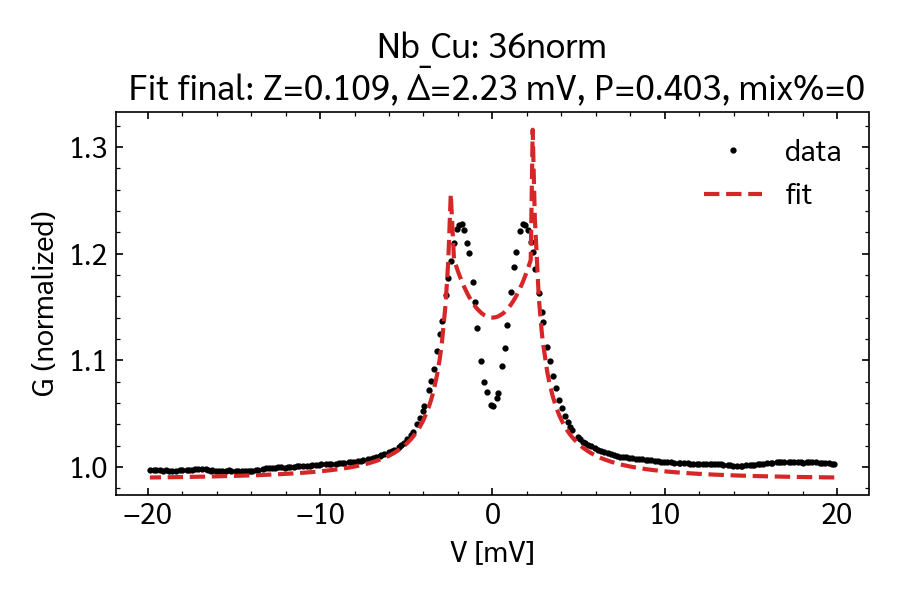 Nb_Cu: 36norm
Fit final: Z=0.109, Δ=2.23 mV, P=0.403, mix%=0
data
fit
G (normalized)
1.3
1.2
1.1
1.0
−20
−10
0
10
20
V [mV]